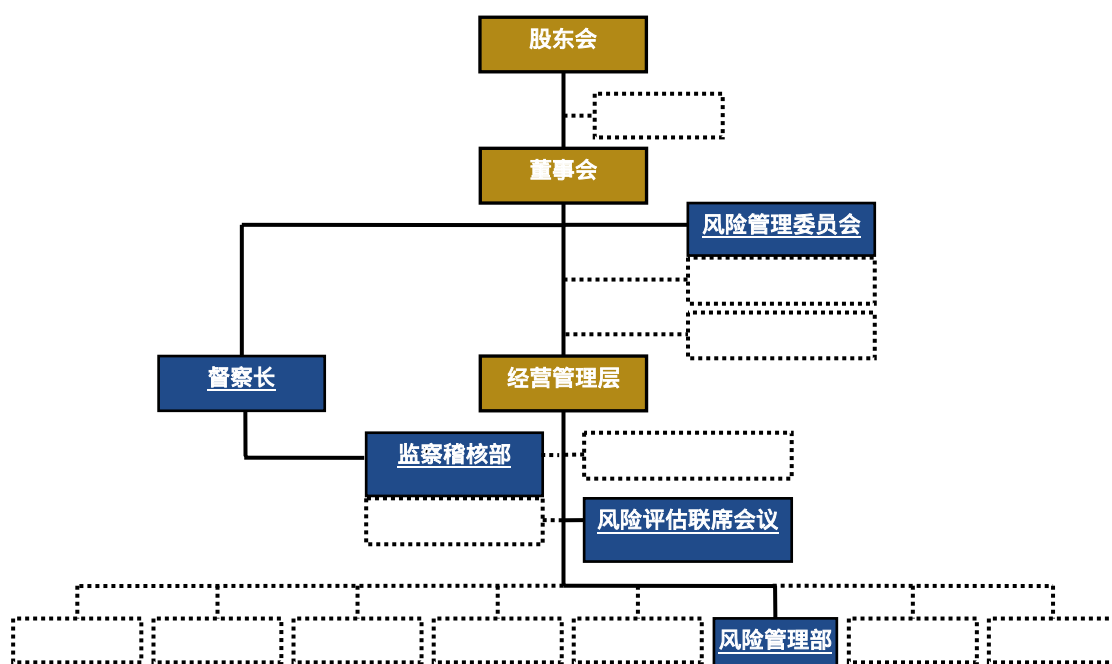 股东会
董事会
风险管理委员会
督察长
经营管理层
监察稽核部
风险评估联席会议
风险管理部